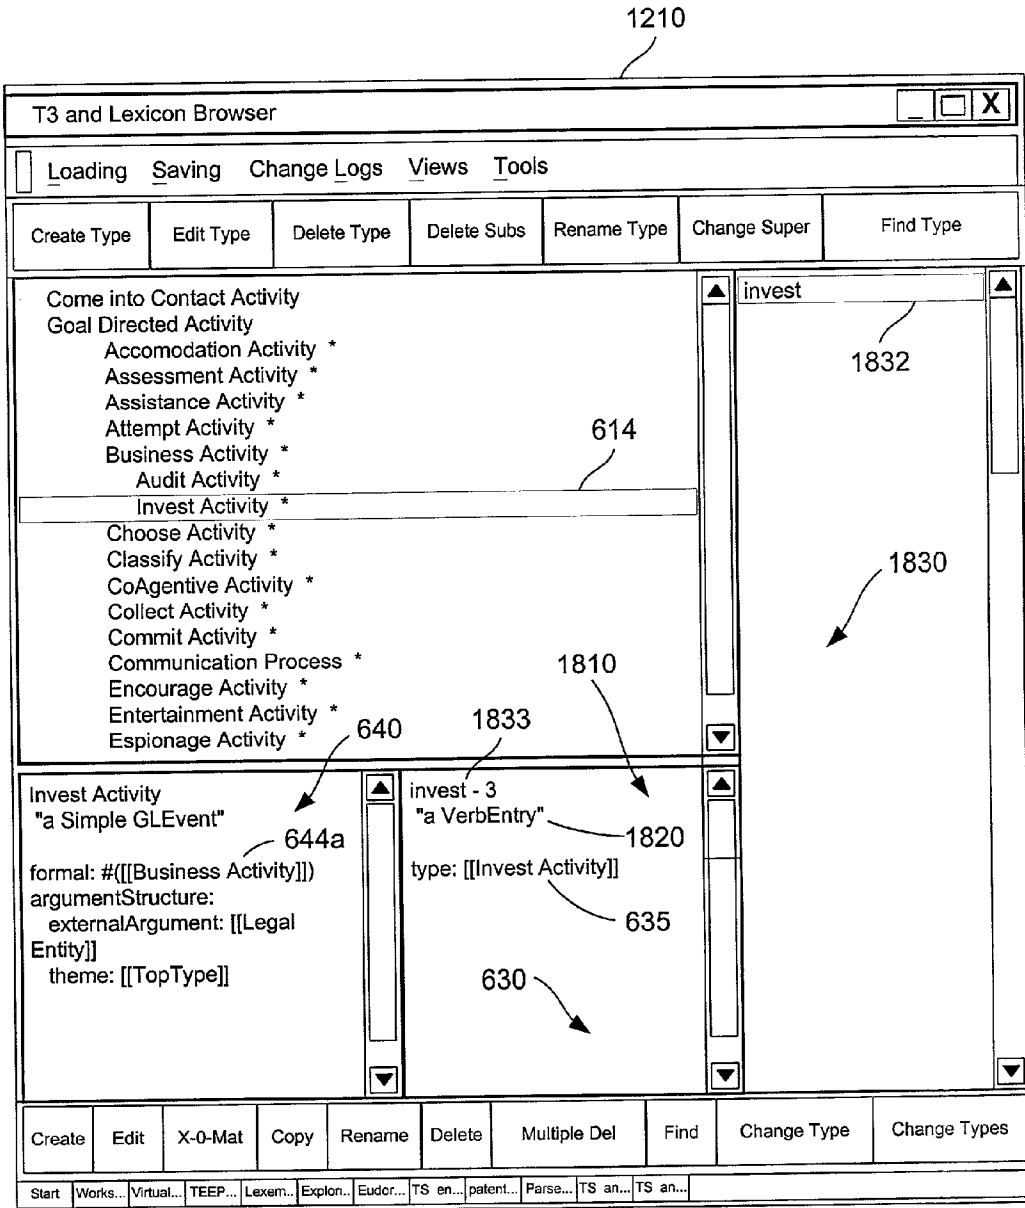 1210
T3 and Lexicon Browser _ X
Loading Saving Change Logs Views Tools
Create Type Edit Type Delete Type Delete Subs Rename Type Change Super Find Type
Come into Contact Activity
Goal Directed Activity
Accomodation Activity *
Assessment Activity *
Assistance Activity *
Attempt Activity *
Business Activity *
Audit Activity *
Invest Activity *
Choose Activity *
Classify Activity *
CoAgentive Activity *
Collect Activity *
Commit Activity *
Communication Process *
Encourage Activity *
Entertainment Activity *
Espionage Activity *
614
invest
1832
1830
640
1833
1810
Invest Activity
"a Simple GLEvent"
644a
formal: #([[Business Activity]])
argumentStructure:
externalArgument: [[Legal
Entity]]
theme: [[TopType]]
invest - 3
"a VerbEntry"
1820
type: [[Invest Activity]]
635
630
Create Edit X-0-Mat Copy Rename Delete Multiple Del Find Change Type Change Types
Start Works... Virtual... TEEP... Lexem.. Explon.. Eudor... TS en... patent... Parse... TS an... TS an...